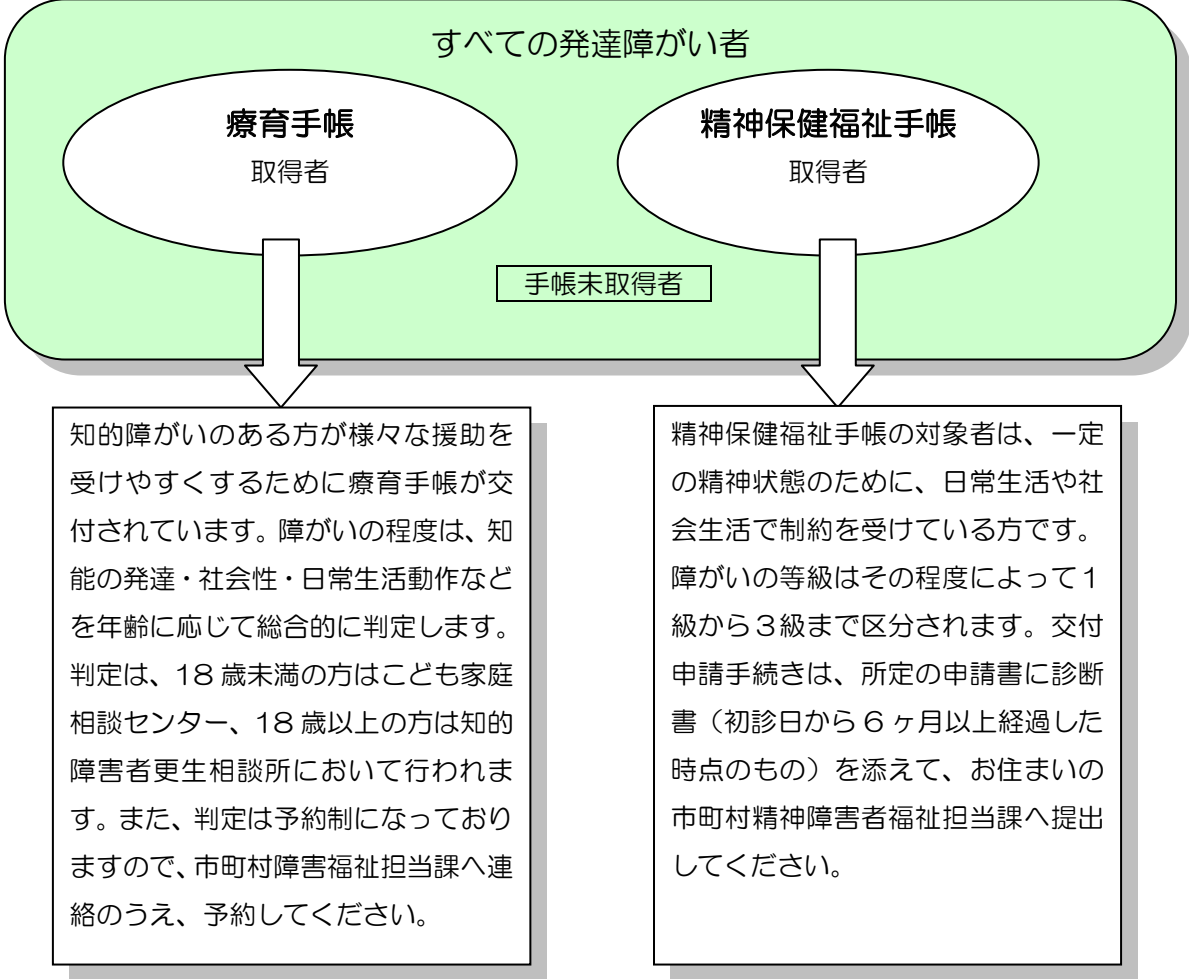 すべての発達障がい者
療育手帳
取得者
精神保健福祉手帳
取得者
手帳未取得者
知的障がいのある方が様々な援助を
受けやすくするために療育手帳が交
付されています。障がいの程度は、知
能の発達・社会性・日常生活動作など
を年齢に応じて総合的に判定します。
判定は、18 歳未満の方はこども家庭
相談センター、18 歳以上の方は知的
障害者更生相談所において行われま
す。また、判定は予約制になっており
ますので、市町村障害福祉担当課へ連
絡のうえ、予約してください。
精神保健福祉手帳の対象者は、一定
の精神状態のために、日常生活や社
会生活で制約を受けている方です。
障がいの等級はその程度によって１
級から３級まで区分されます。交付
申請手続きは、所定の申請書に診断
書（初診日から 6 ヶ月以上経過した
時点のもの）を添えて、お住まいの
市町村精神障害者福祉担当課へ提出
してください。